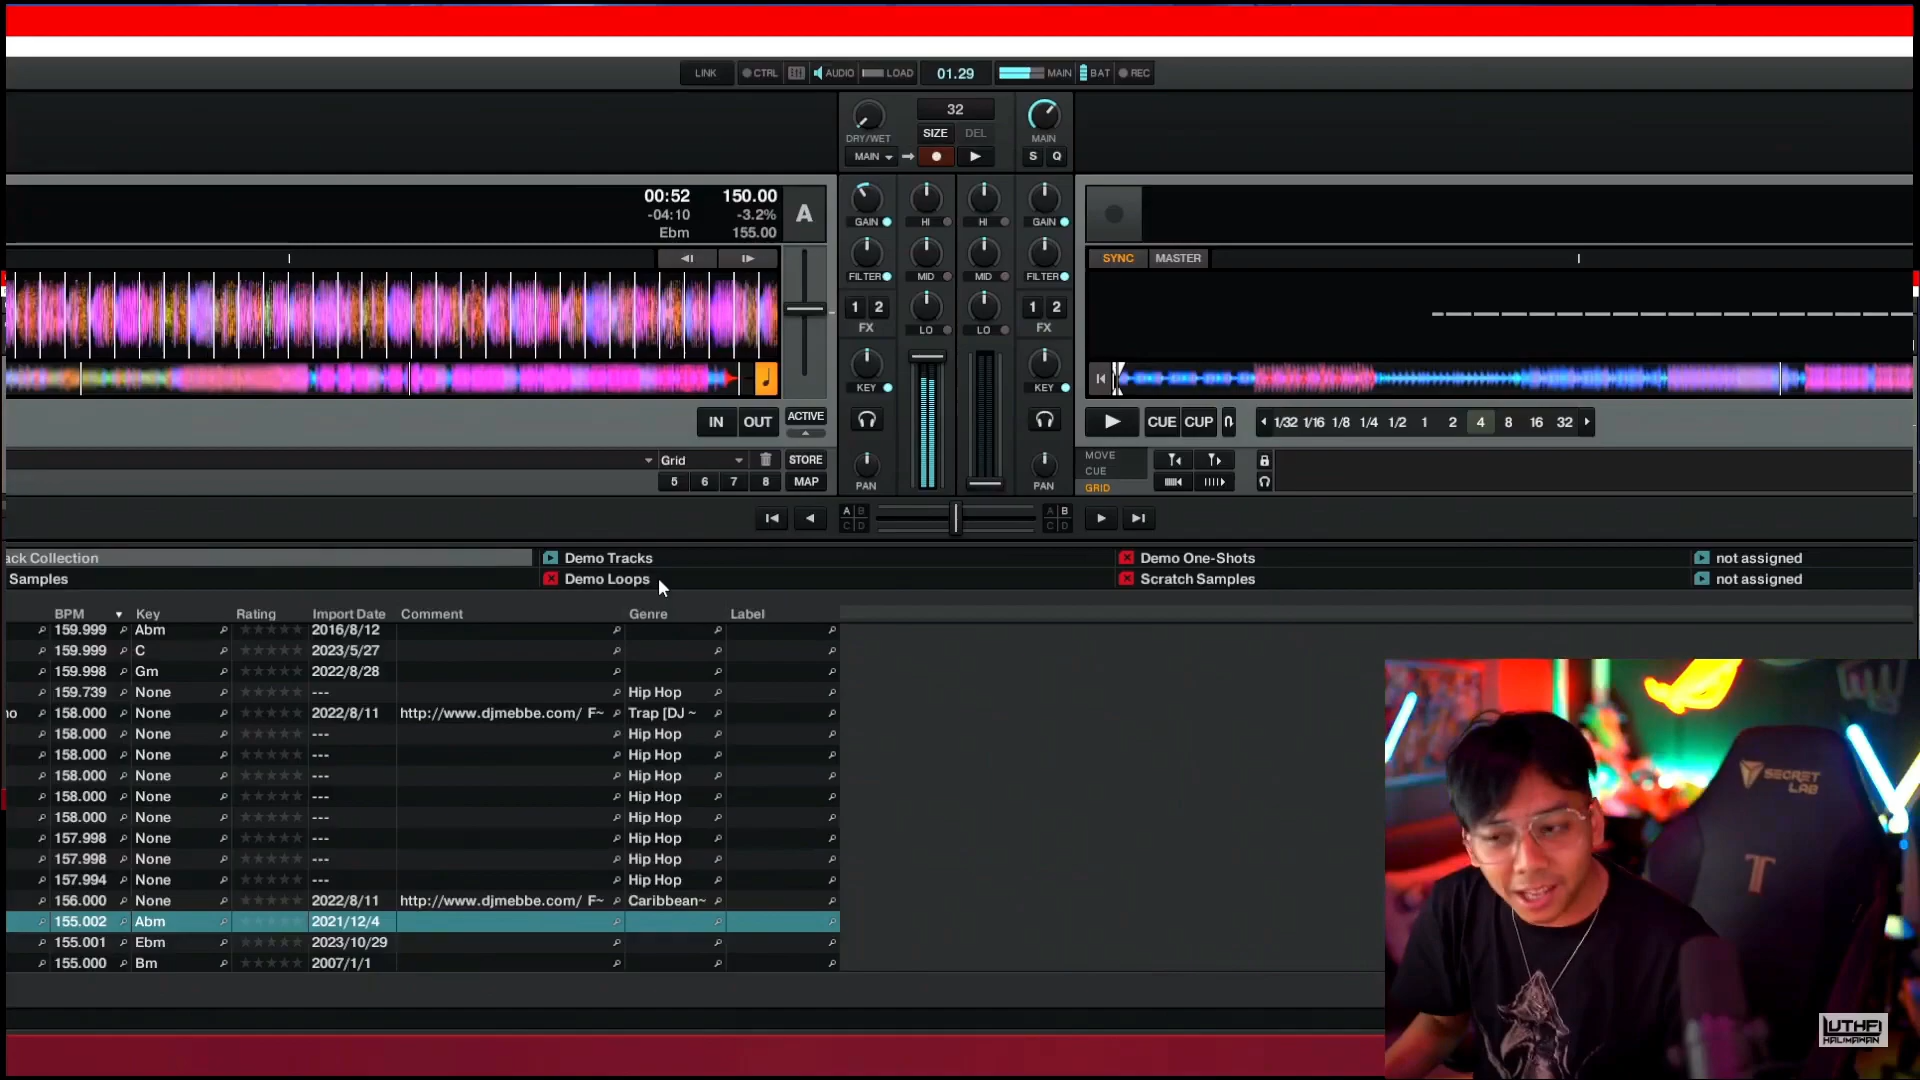 LINK CTRL AUDIO LOAD 01.29 MAIN BAT REC
32
DRY/WET SIZE DEL MAIN
MAIN S Q
00:52 150.00
-04:10 -3.2%
Ebm 155.00
A
GAIN HI HI GAIN
FILTER MID MID FILTER
1 2 1 2
FX LO LO FX
KEY KEY
PAN PAN
SYNC MASTER
IN OUT ACTIVE
CUE CUP 1/32 1/16 1/8 1/4 1/2 1 2 4 8 16 32
Grid STORE
5 6 7 8 MAP
MOVE
CUE
GRID
A B
C D
A B
C D
ack Collection Demo Tracks Demo One-Shots not assigned
Samples Demo Loops Scratch Samples not assigned
BPM Key Rating Import Date Comment Genre Label
159.999 Abm 2016/8/12
159.999 C 2023/5/27
159.998 Gm 2022/8/28
159.739 None --- Hip Hop
no 158.000 None 2022/8/11 http://www.djmebbe.com/ F~ Trap [DJ ~
158.000 None --- Hip Hop
158.000 None --- Hip Hop
158.000 None --- Hip Hop
158.000 None --- Hip Hop
158.000 None --- Hip Hop
157.998 None --- Hip Hop
157.998 None --- Hip Hop
157.994 None --- Hip Hop
156.000 None 2022/8/11 http://www.djmebbe.com/ F~ Caribbean~
155.002 Abm 2021/12/4
155.001 Ebm 2023/10/29
155.000 Bm 2007/1/1
SECRET
LAB
T
LUTHFI
HALIMAWAN